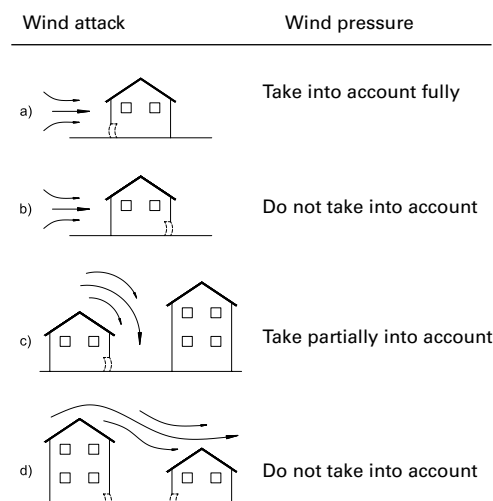 Wind attack Wind pressure
a) Take into account fully
b) Do not take into account
c) Take partially into account
d) Do not take into account